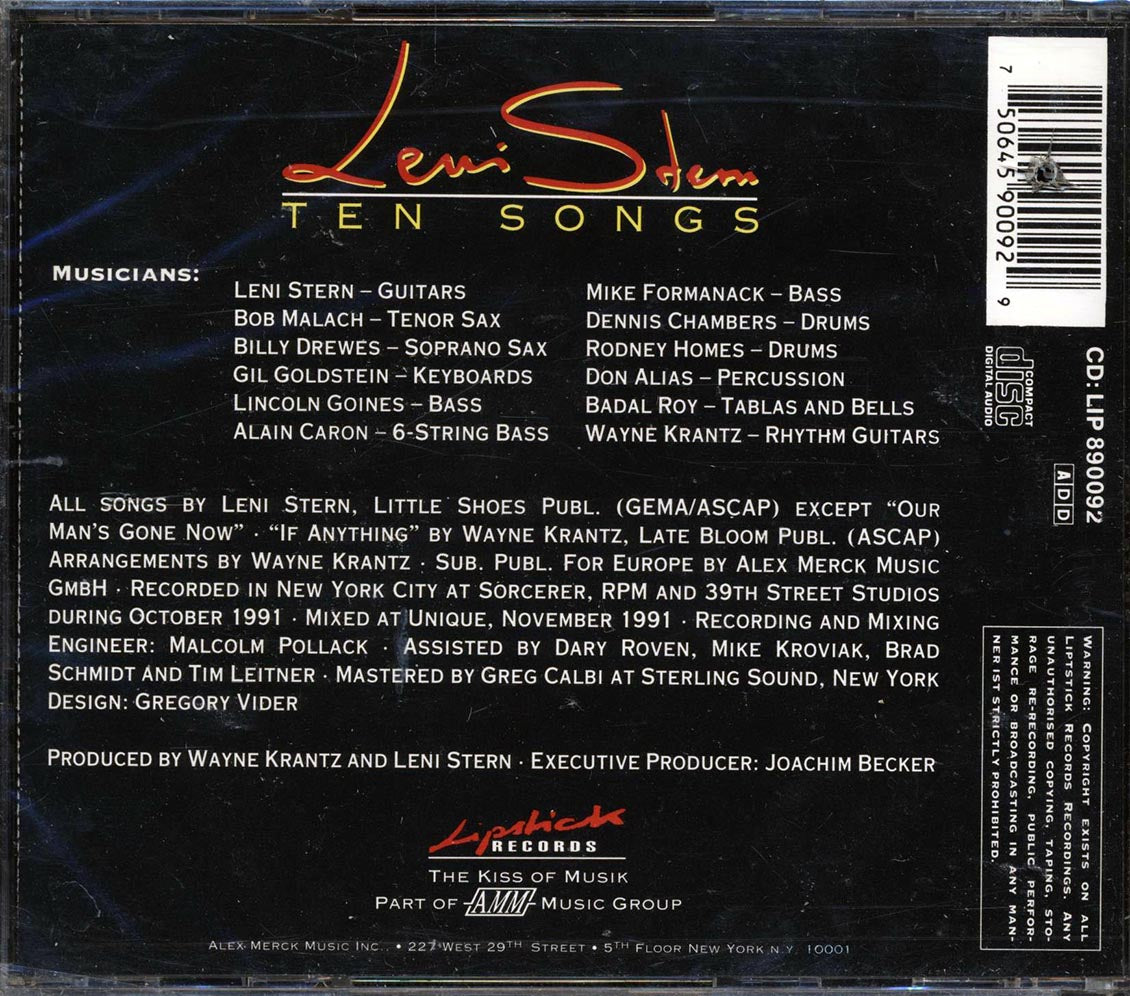 Leni Stern
TEN SONGS
MUSICIANS:
LENI STERN – GUITARS
BOB MALACH – TENOR SAX
BILLY DREWES – SOPRANO SAX
GIL GOLDSTEIN – KEYBOARDS
LINCOLN GOINES – BASS
ALAIN CARON – 6-STRING BASS
MIKE FORMANACK – BASS
DENNIS CHAMBERS – DRUMS
RODNEY HOMES – DRUMS
DON ALIAS – PERCUSSION
BADAL ROY – TABLAS AND BELLS
WAYNE KRANTZ – RHYTHM GUITARS
ALL SONGS BY LENI STERN, LITTLE SHOES PUBL. (GEMA/ASCAP) EXCEPT "OUR
MAN'S GONE NOW" · "IF ANYTHING" BY WAYNE KRANTZ, LATE BLOOM PUBL. (ASCAP)
ARRANGEMENTS BY WAYNE KRANTZ · SUB. PUBL. FOR EUROPE BY ALEX MERCK MUSIC
GMBH · RECORDED IN NEW YORK CITY AT SORCERER, RPM AND 39TH STREET STUDIOS
DURING OCTOBER 1991 · MIXED AT UNIQUE, NOVEMBER 1991 · RECORDING AND MIXING
ENGINEER: MALCOLM POLLACK · ASSISTED BY DARY ROVEN, MIKE KROVIAK, BRAD
SCHMIDT AND TIM LEITNER · MASTERED BY GREG CALBI AT STERLING SOUND, NEW YORK
DESIGN: GREGORY VIDER
PRODUCED BY WAYNE KRANTZ AND LENI STERN · EXECUTIVE PRODUCER: JOACHIM BECKER
Lipstick
RECORDS
THE KISS OF MUSIK
PART OF AMM MUSIC GROUP
ALEX MERCK MUSIC INC.. • 227 WEST 29TH STREET • 5TH FLOOR NEW YORK N.Y. 10001
7 50645 90092 9
COMPACT
disc
DIGITAL AUDIO
CD: LIP 890092
ADD
WARNING: COPYRIGHT EXISTS ON ALL
LIPTSTICK RECORDS RECORDINGS. ANY
UNAUTHORISED COPYING, TAPING, STO-
RAGE RE-RECORDING, PUBLIC PERFOR-
MANCE OR BROADCASTING IN ANY MAN-
NER IST STRICTLY PROHIBITED.